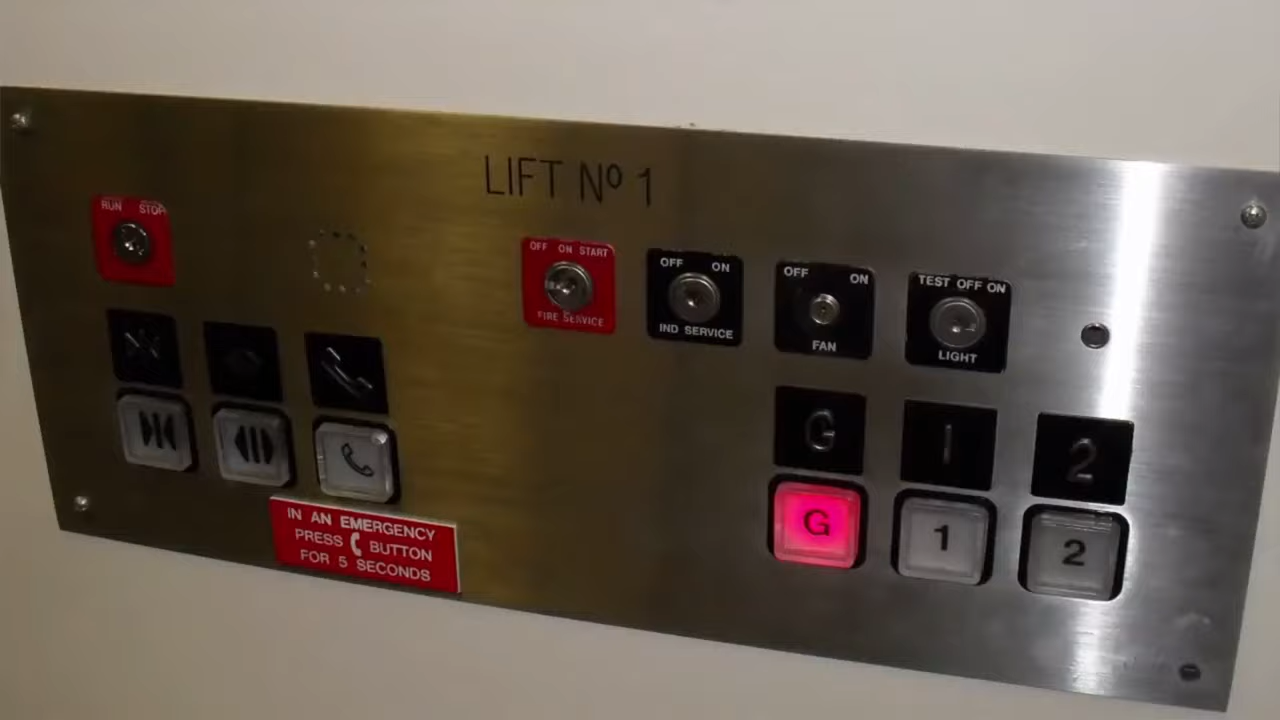 LIFT Nº 1
RUN STOP
OFF ON START
FIRE SERVICE
OFF ON
IND SERVICE
OFF ON
FAN
TEST OFF ON
LIGHT
G 1 2
G 1 2
IN AN EMERGENCY
PRESS BUTTON
FOR 5 SECONDS